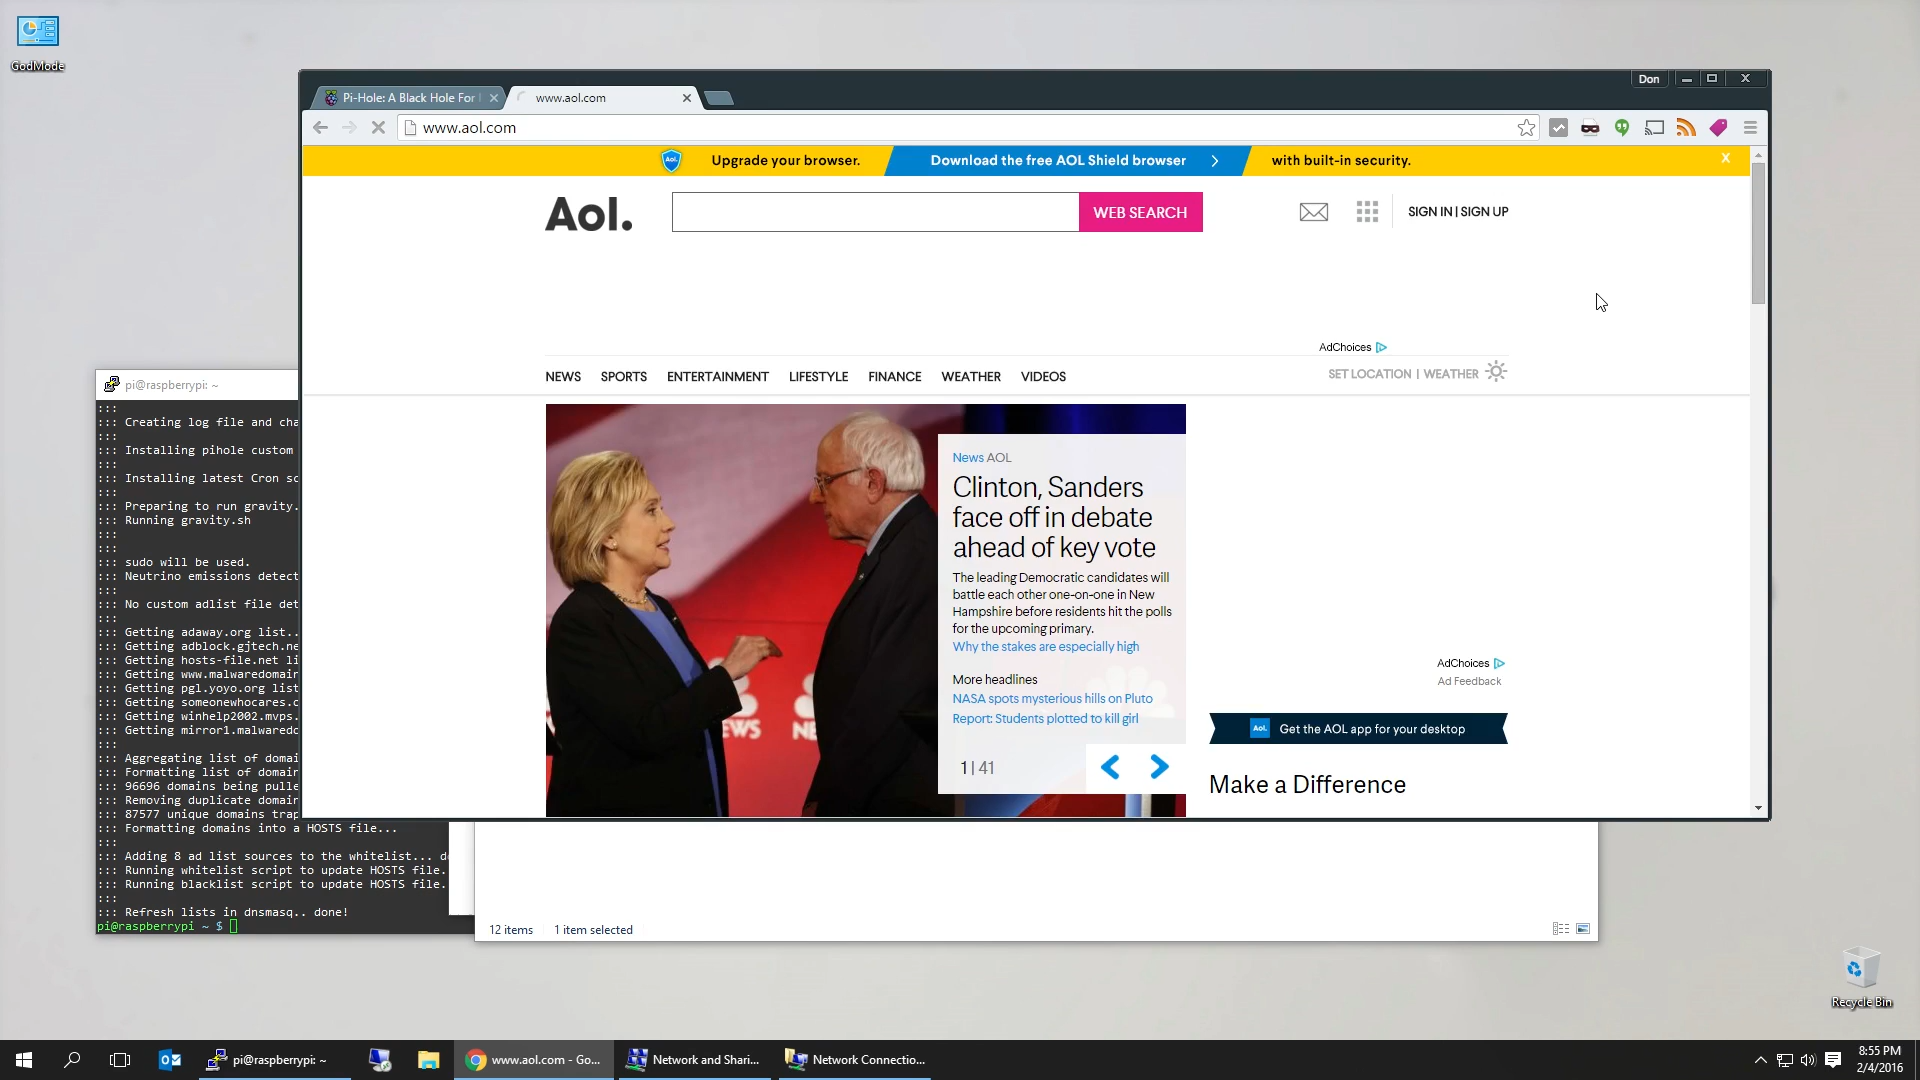 GodMode
Don
Pi-Hole: A Black Hole For
www.aol.com
www.aol.com
Aol.
Upgrade your browser.
Download the free AOL Shield browser
with built-in security.
X
Aol.
WEB SEARCH
SIGN IN | SIGN UP
AdChoices
NEWS
SPORTS
ENTERTAINMENT
LIFESTYLE
FINANCE
WEATHER
VIDEOS
SET LOCATION | WEATHER
News AOL
Clinton, Sanders
face off in debate
ahead of key vote
The leading Democratic candidates will
battle each other one-on-one in New
Hampshire before residents hit the polls
for the upcoming primary.
Why the stakes are especially high
More headlines
NASA spots mysterious hills on Pluto
Report: Students plotted to kill girl
1 | 41
AdChoices
Ad Feedback
Aol.
Get the AOL app for your desktop
Make a Difference
pi@raspberrypi: ~
:::
::: Creating log file and cha
:::
::: Installing pihole custom
:::
::: Installing latest Cron sc
:::
::: Preparing to run gravity.
::: Running gravity.sh
:::
:::
::: sudo will be used.
::: Neutrino emissions detect
:::
::: No custom adlist file det
:::
::: Getting adaway.org list..
::: Getting adblock.gjtech.ne
::: Getting hosts-file.net li
::: Getting www.malwaredomain
::: Getting pgl.yoyo.org list
::: Getting someonewhocares.o
::: Getting winhelp2002.mvps.
::: Getting mirror1.malwaredo
:::
::: Aggregating list of domai
::: Formatting list of domain
::: 96696 domains being pulle
::: Removing duplicate domain
::: 87577 unique domains trap
::: Formatting domains into a HOSTS file...
:::
::: Adding 8 ad list sources to the whitelist... d
::: Running whitelist script to update HOSTS file.
::: Running blacklist script to update HOSTS file.
:::
::: Refresh lists in dnsmasq.. done!
pi@raspberrypi ~ $
12 items
1 item selected
Recycle Bin
pi@raspberrypi: ~
www.aol.com - Go...
Network and Shari...
Network Connectio...
8:55 PM
2/4/2016